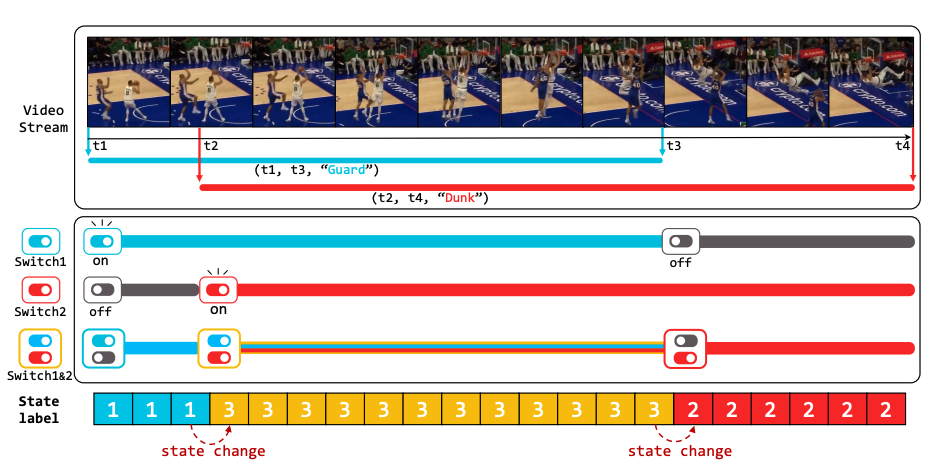 Video
Stream
crypto.com
t1
t2
t3
t4
(t1, t3, “Guard”)
(t2, t4, “Dunk”)
Switch1
on
off
Switch2
off
on
Switch1&2
State
label
1 1 1 3 3 3 3 3 3 3 3 3 3 3 3 2 2 2 2 2 2
state change
state change